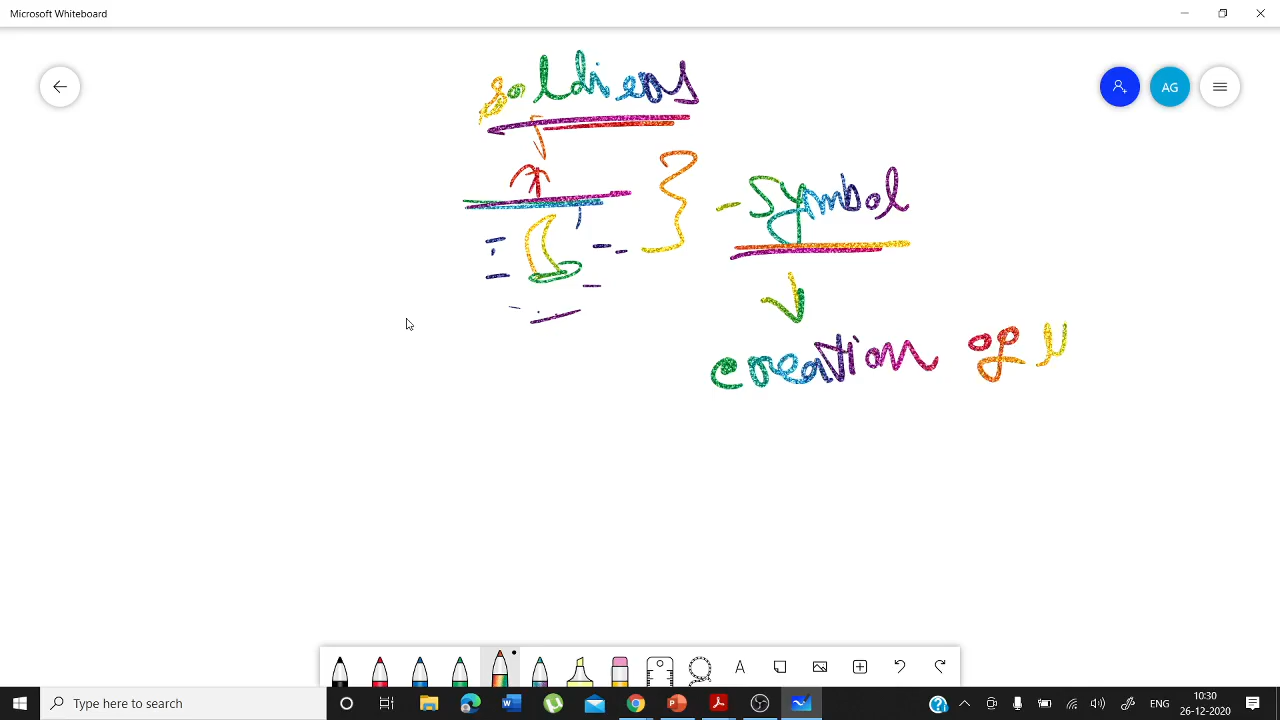 Microsoft Whiteboard
soldiers
AG
- symbol
creation of
A
Type here to search
ENG
10:30
26-12-2020